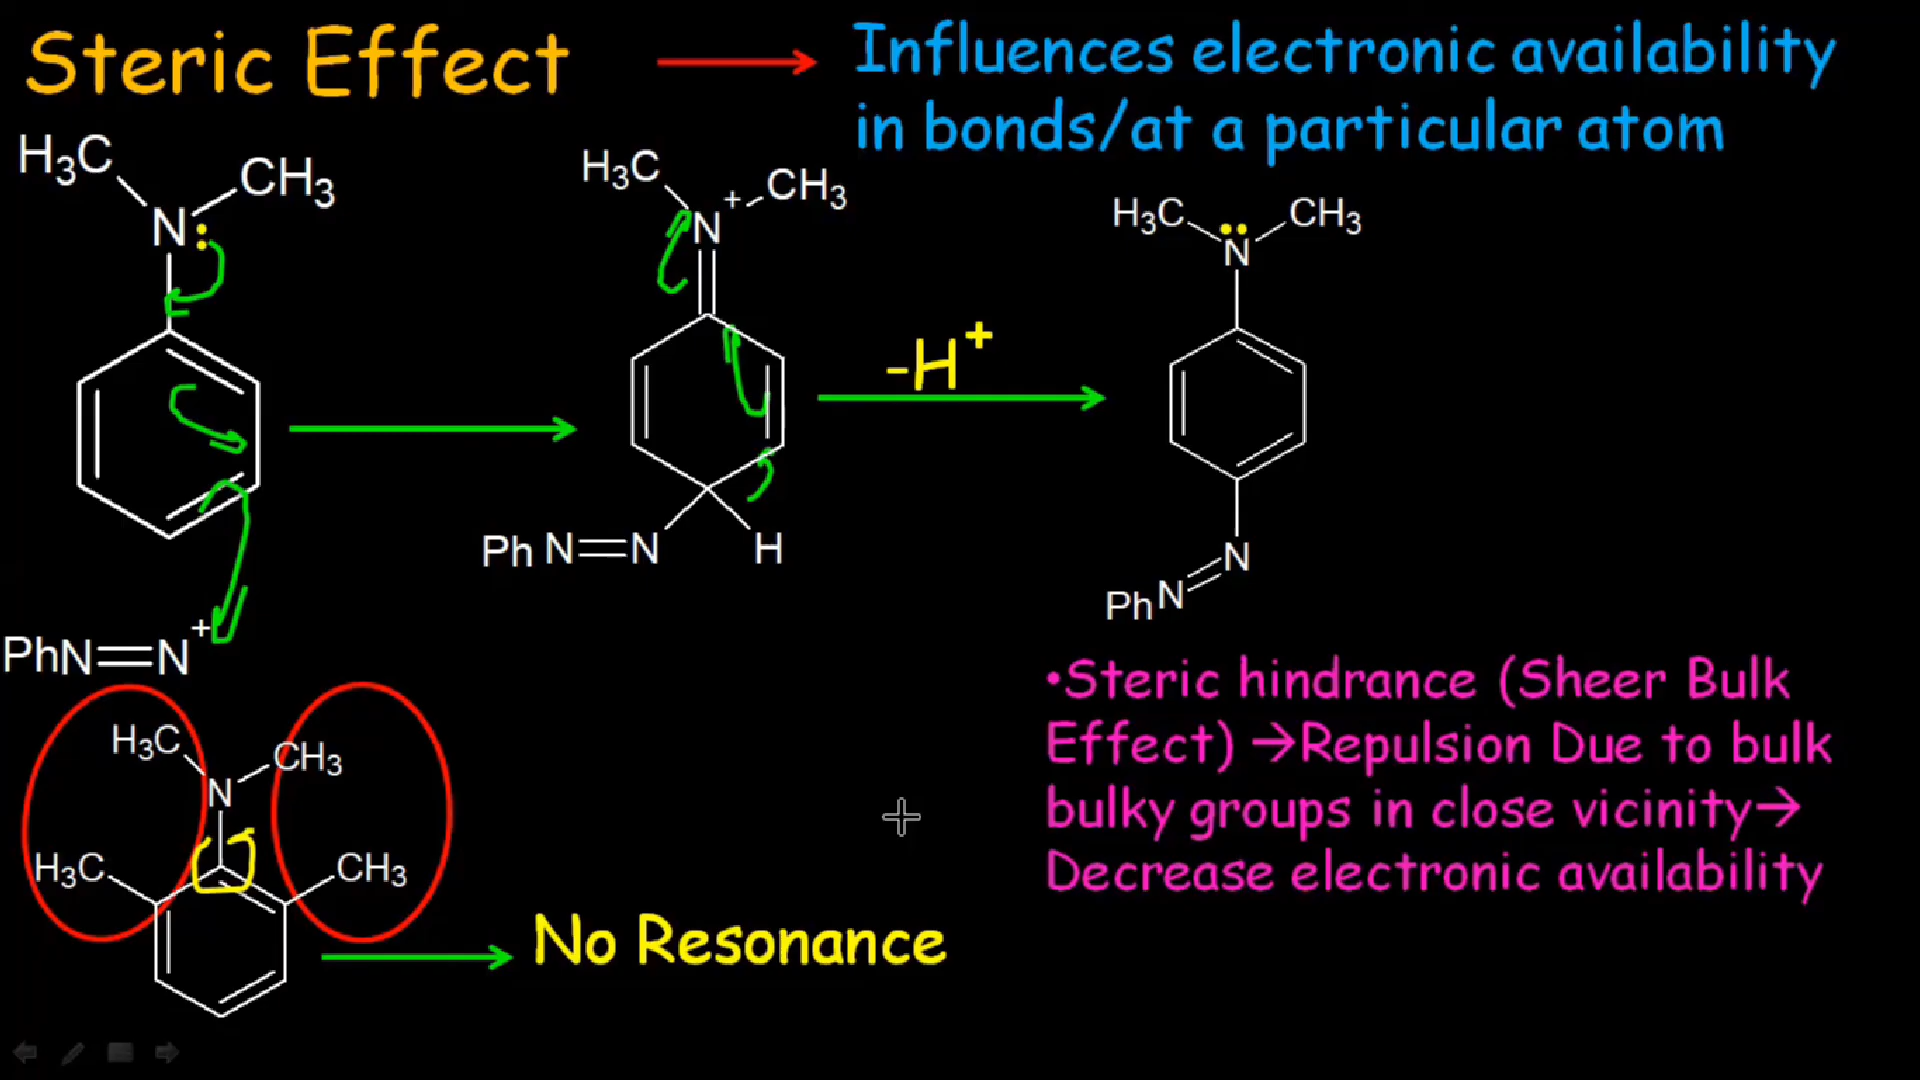 Steric Effect
Influences electronic availability
in bonds/at a particular atom
H3C
CH3
N
H3C
CH3
N+
H3C
CH3
N
-H+
Ph N=N
H
N
PhN
PhN=N+
•Steric hindrance (Sheer Bulk
Effect) →Repulsion Due to bulk
bulky groups in close vicinity→
Decrease electronic availability
H3C
CH3
N
H3C
CH3
No Resonance